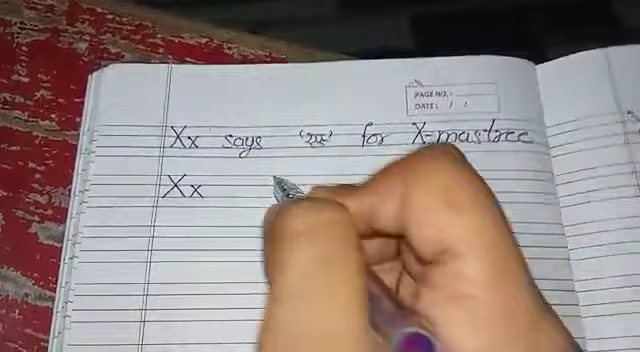 PAGE NO.:
DATE: / /
Xx says for X-mastree
Xx